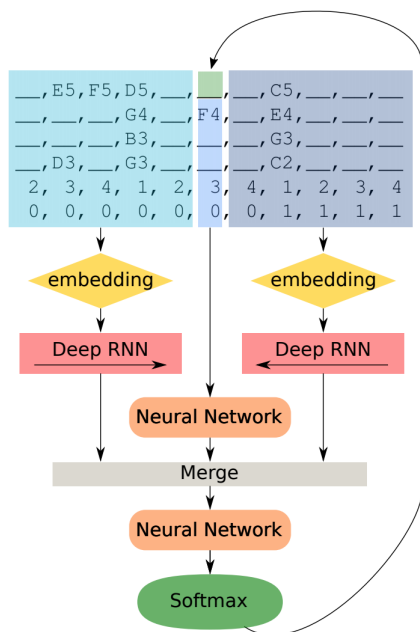 __,E5,F5,D5,__,__,__,C5,__,__,__
__,__,__,G4,__,F4,__,E4,__,__,__
__,__,__,B3,__,__,__,G3,__,__,__
__,D3,__,G3,__,__,__,C2,__,__,__
2, 3, 4, 1, 2, 3, 4, 1, 2, 3, 4
0, 0, 0, 0, 0, 0, 0, 1, 1, 1, 1
embedding
embedding
Deep RNN
Deep RNN
Neural Network
Merge
Neural Network
Softmax